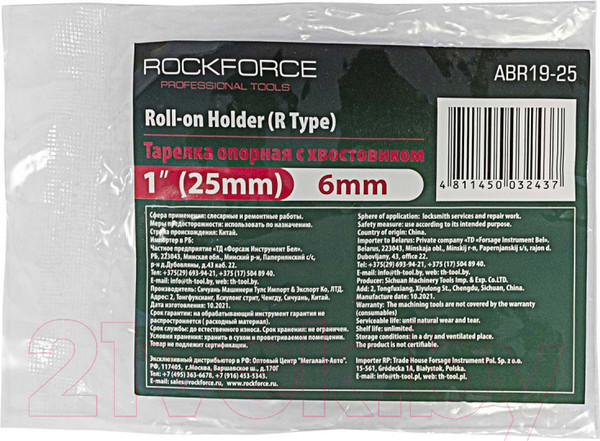 ROCKFORCE
PROFESSIONAL TOOLS
ABR19-25
Roll-on Holder (R Type)
Тарелка опорная с хвостовиком
1" (25mm) 6mm
4 811450 032437
Сфера применения: слесарные и ремонтные работы.
Меры предосторожности: использовать по назначению.
Страна происхождения: Китай.
Импортер в РБ:
Частное предприятие «ТД «Форсаж Инструмент Бел».
РБ, 223043, Минская обл., Минский р-н, Папернянский с/с,
р-н д.Дубовляны, 43 каб. 22.
Тел: +375(29) 693-94-21, +375 (17) 504 89 40.
E-mail: info@th-tool.by web: th-tool.by.
Производитель: Сичуань Машинери Тулс Импорт & Экспорт Ко, ЛТД.
Адрес: 2, Тонгфуксианг, Ксиулонг стрит, Ченгду, Сичуань, Китай.
Дата изготовления: 10.2021.
Срок гарантии: на обрабатывающий инструмент гарантия не
распространяется (расходный материал).
Срок службы: до естественного износа. Срок хранения: не ограничен.
Условия хранения: хранить в сухом и проветриваемом помещении.
Товар не подлежит сертификации.
Эксклюзивный дистрибьютор в РФ: Оптовый Центр "Мегалайт-Авто".
РФ, 117405, г.Москва, Варшавское ш., д. 170Г
Тел: +7 (495) 363-6678, +7 (916) 453-5343.
E-mail: sales@rockforce.ru, web: rockforce.ru
Sphere of application: locksmith services and repair work.
Safety measure: use according to its intended purpose.
Country of origin: China.
Importer to Belarus: Private company «TD «Forsage Instrument Bel».
Belarus, 223043, Minskaja obl., Minskij r-n, Papernjanskij s/s, rajon d.
Dubovljany, 43, office 22.
Tel: +375(29) 693-94-21, +375 (17) 504 89 40.
E-mail: info@th-tool.by web: th-tool.by.
Producer: Sichuan Machinery Tools Imp. & Exp. Co.LTD.
Add: 2, Tongfuxiang, Xiyulong St., Chengdu, Sichuan, China.
Manufacture date: 10.2021.
Warranty: The machining tools are not covered by the warranty
(consumables)
Serviceable life: until natural wear and tear.
Shelf life: unlimited.
Storage conditions: in a dry and ventilated place.
The product is not certifiable.
Importer RP: Trade House Forsage Instrument Pol. Sp. z o.o.
15-561, Gródecka 1A, Białystok, Polska.
E-mail: info@th-tool.pl web: th-tool.pl
21vek.by